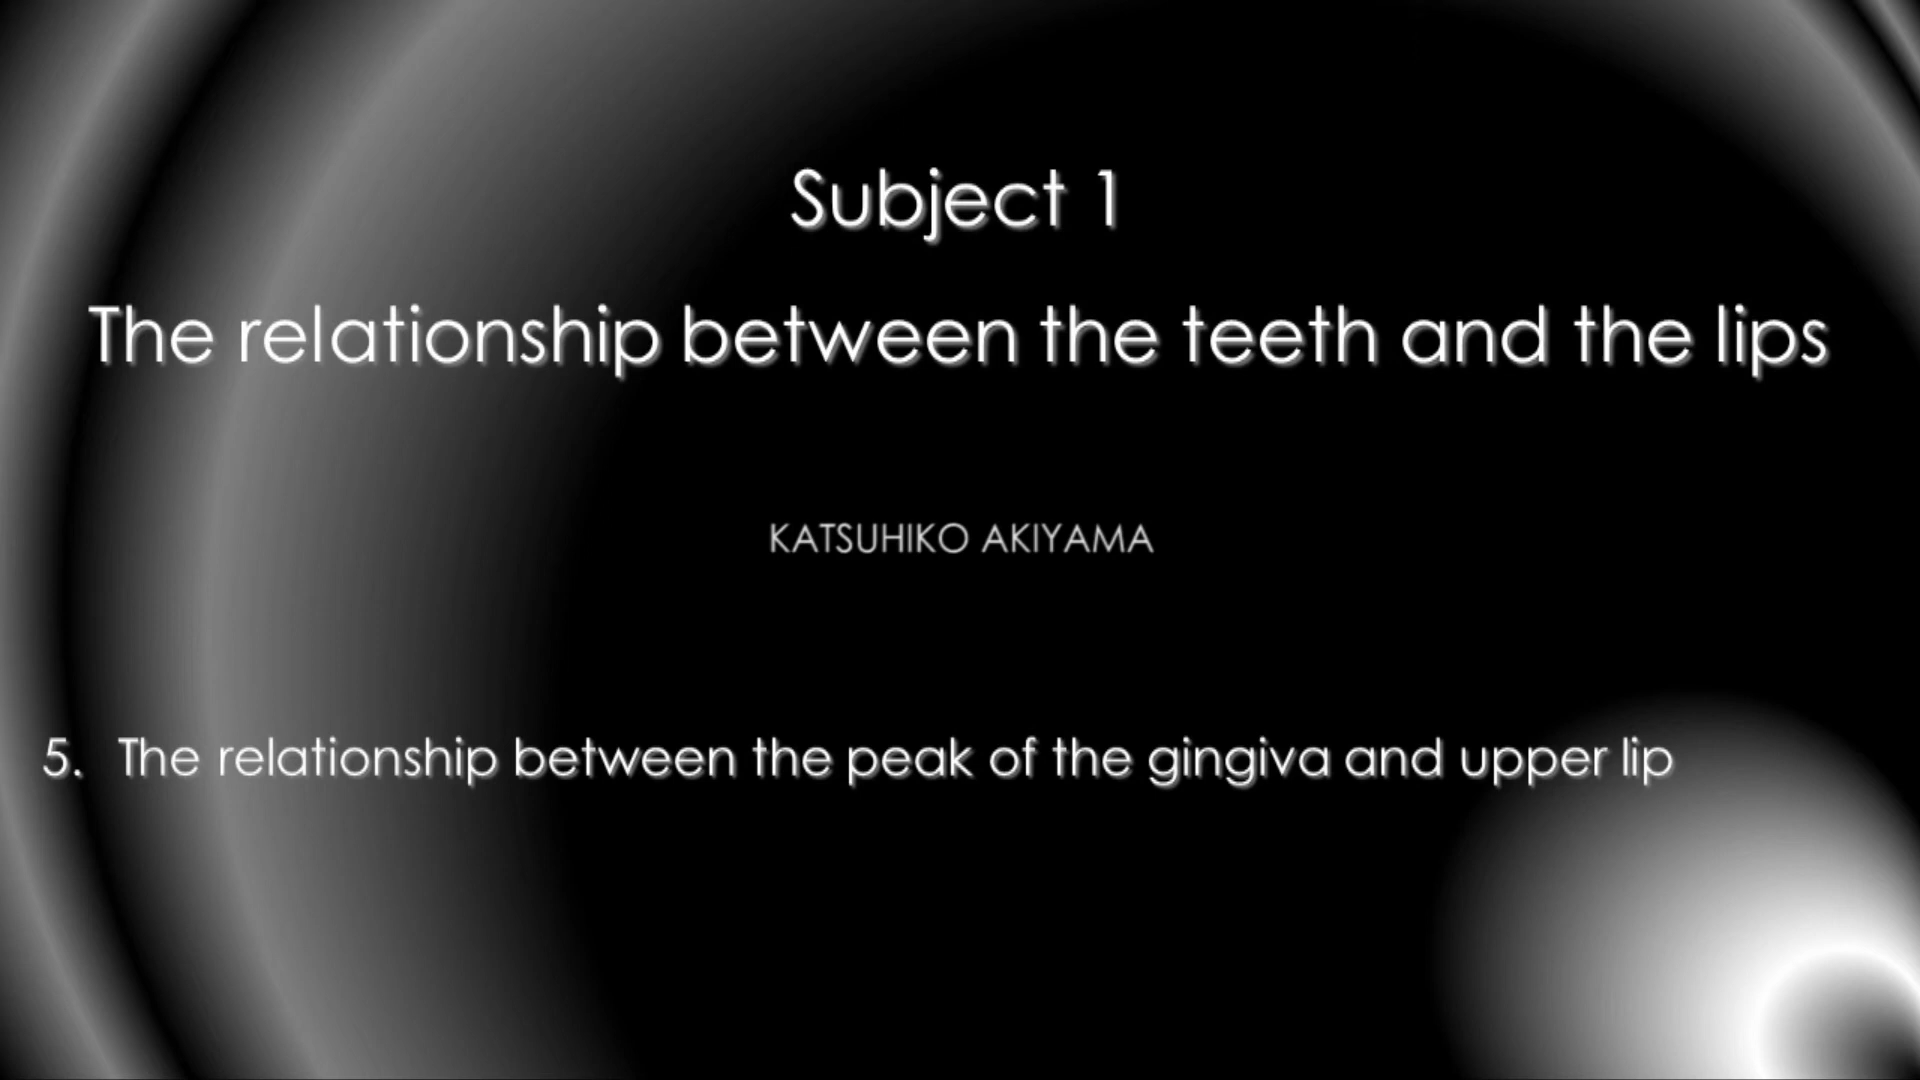 Subject 1
The relationship between the teeth and the lips
KATSUHIKO AKIYAMA
5. The relationship between the peak of the gingiva and upper lip